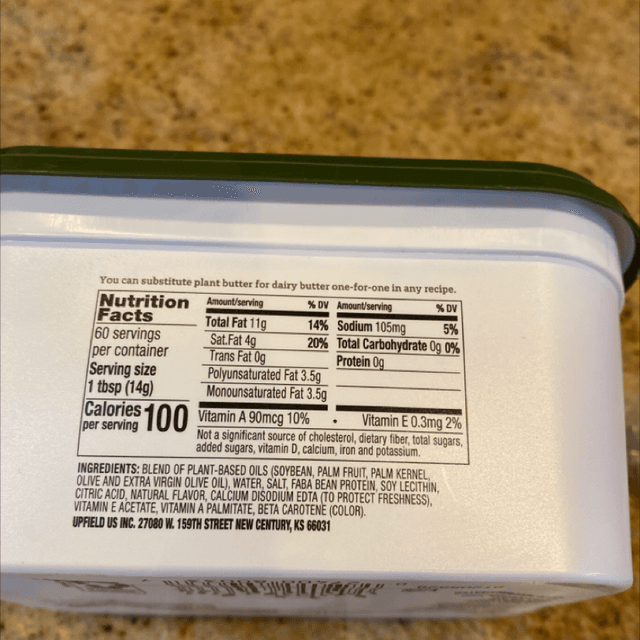 You can substitute plant butter for dairy butter one-for-one in any recipe.
Nutrition
Facts
60 servings
per container
Serving size
1 tbsp (14g)
Calories 100
per serving
Amount/serving % DV
Total Fat 11g 14%
Sat.Fat 4g 20%
Trans Fat 0g
Polyunsaturated Fat 3.5g
Monounsaturated Fat 3.5g
Amount/serving % DV
Sodium 105mg 5%
Total Carbohydrate 0g 0%
Protein 0g
Vitamin A 90mcg 10% • Vitamin E 0.3mg 2%
Not a significant source of cholesterol, dietary fiber, total sugars,
added sugars, vitamin D, calcium, iron and potassium.
INGREDIENTS: BLEND OF PLANT-BASED OILS (SOYBEAN, PALM FRUIT, PALM KERNEL,
OLIVE AND EXTRA VIRGIN OLIVE OIL), WATER, SALT, FABA BEAN PROTEIN, SOY LECITHIN,
CITRIC ACID, NATURAL FLAVOR, CALCIUM DISODIUM EDTA (TO PROTECT FRESHNESS),
VITAMIN E ACETATE, VITAMIN A PALMITATE, BETA CAROTENE (COLOR).
UPFIELD US INC. 27080 W. 159TH STREET NEW CENTURY, KS 66031